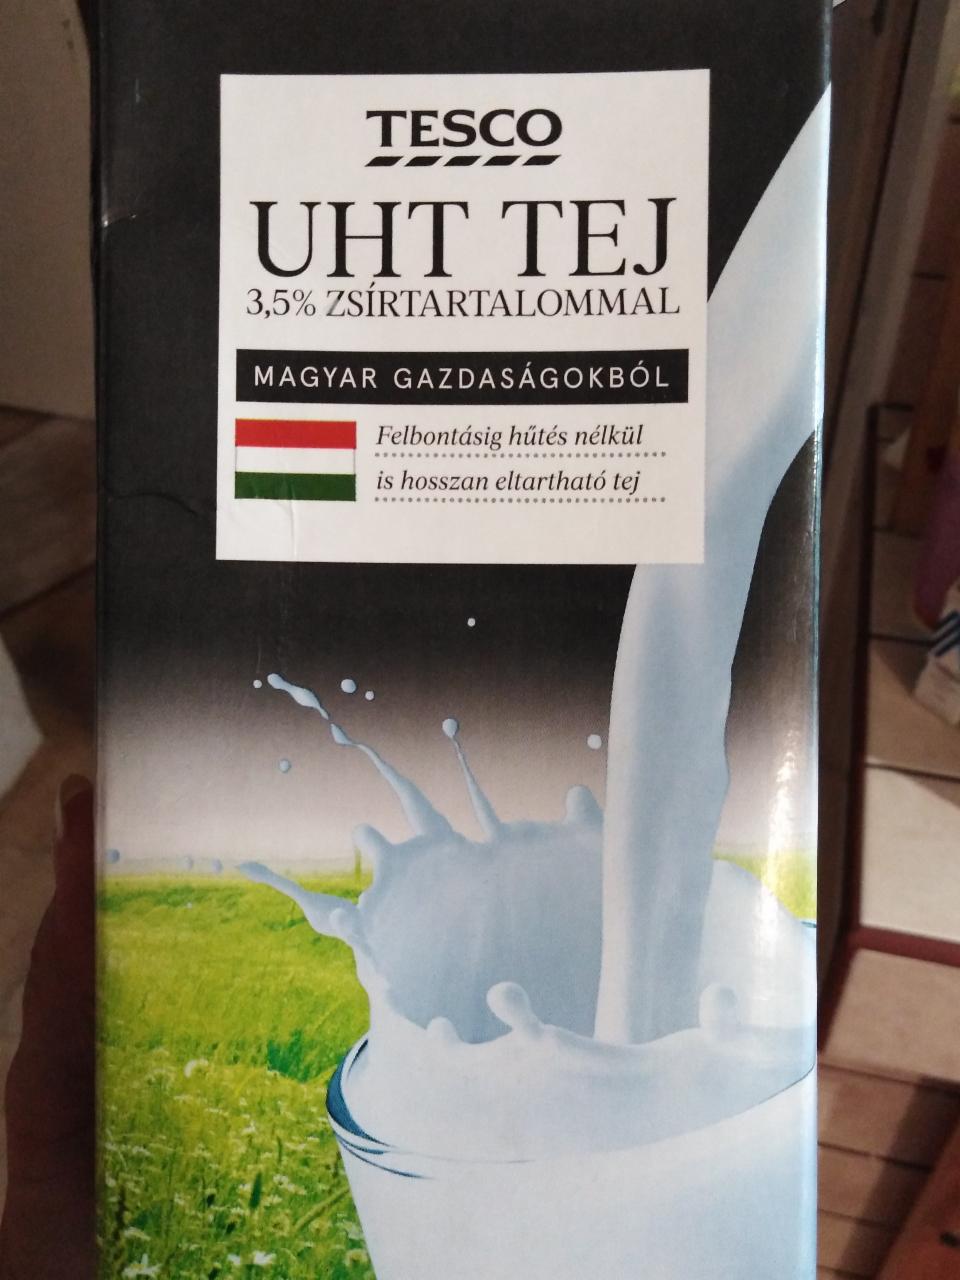 TESCO
UHT TEJ
3,5% ZSÍRTARTALOMMAL
MAGYAR GAZDASÁGOKBÓL
Felbontásig hűtés nélkül
is hosszan eltartható tej